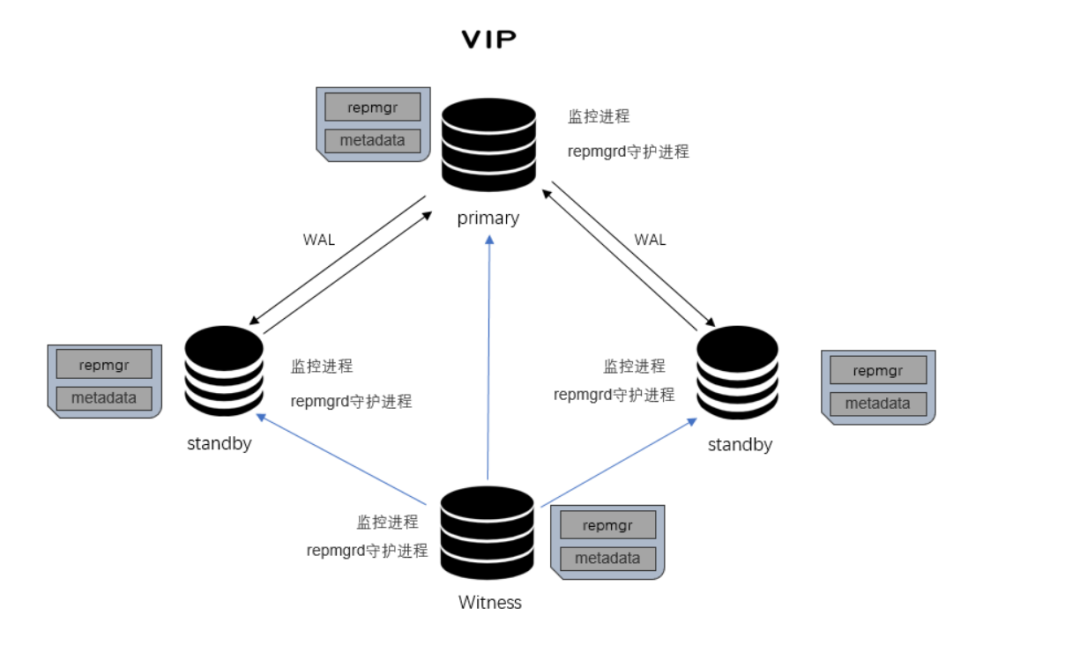 VIP
repmgr
metadata
监控进程
repmgrd守护进程
primary
WAL
WAL
repmgr
metadata
监控进程
repmgrd守护进程
standby
监控进程
repmgrd守护进程
repmgr
metadata
standby
监控进程
repmgrd守护进程
repmgr
metadata
Witness